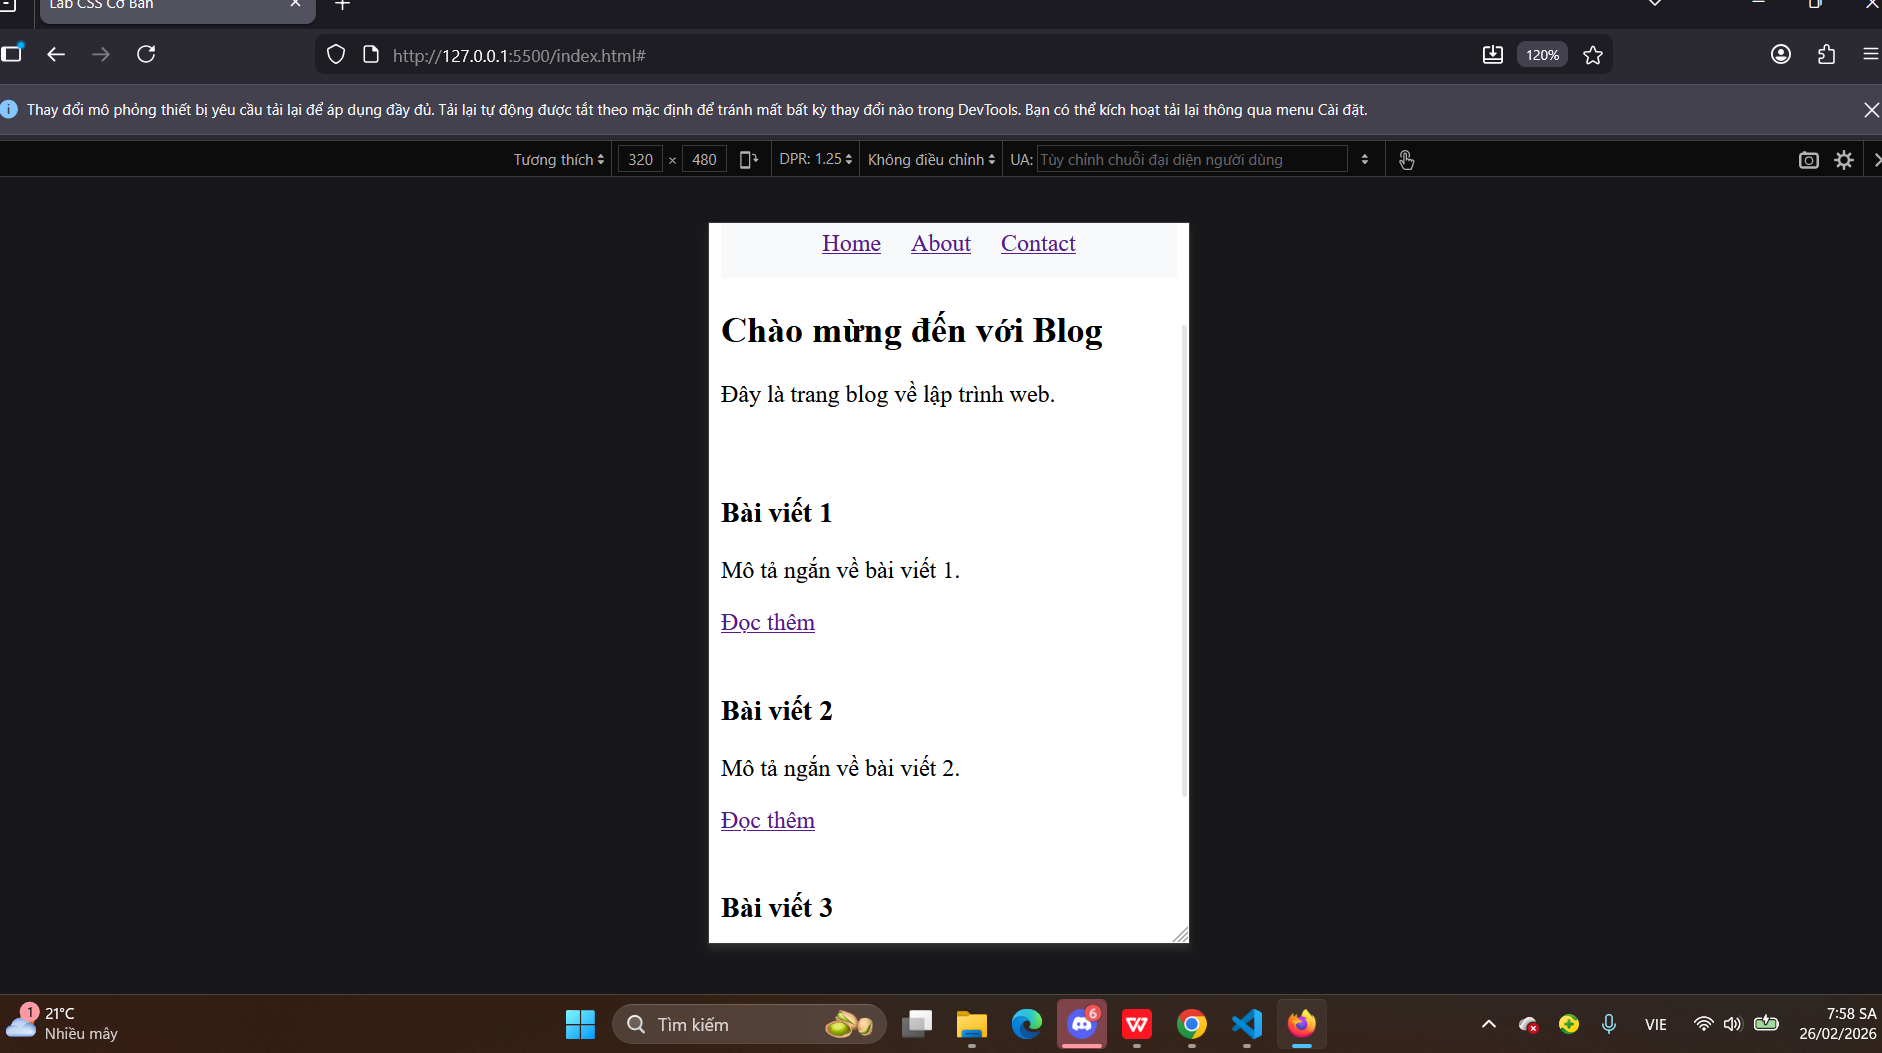 Lab CSS Cơ Bản
http://127.0.0.1:5500/index.html#
120%
Thay đổi mô phỏng thiết bị yêu cầu tải lại để áp dụng đầy đủ. Tải lại tự động được tắt theo mặc định để tránh mất bất kỳ thay đổi nào trong DevTools. Bạn có thể kích hoạt tải lại thông qua menu Cài đặt.
Tương thích 320 × 480 DPR: 1.25 Không điều chỉnh UA: Tùy chỉnh chuỗi đại diện người dùng
Home About Contact
Chào mừng đến với Blog
Đây là trang blog về lập trình web.
Bài viết 1
Mô tả ngắn về bài viết 1.
Đọc thêm
Bài viết 2
Mô tả ngắn về bài viết 2.
Đọc thêm
Bài viết 3
1
21°C
Nhiều mây
Tìm kiếm
6
VIE
7:58 SA
26/02/2026